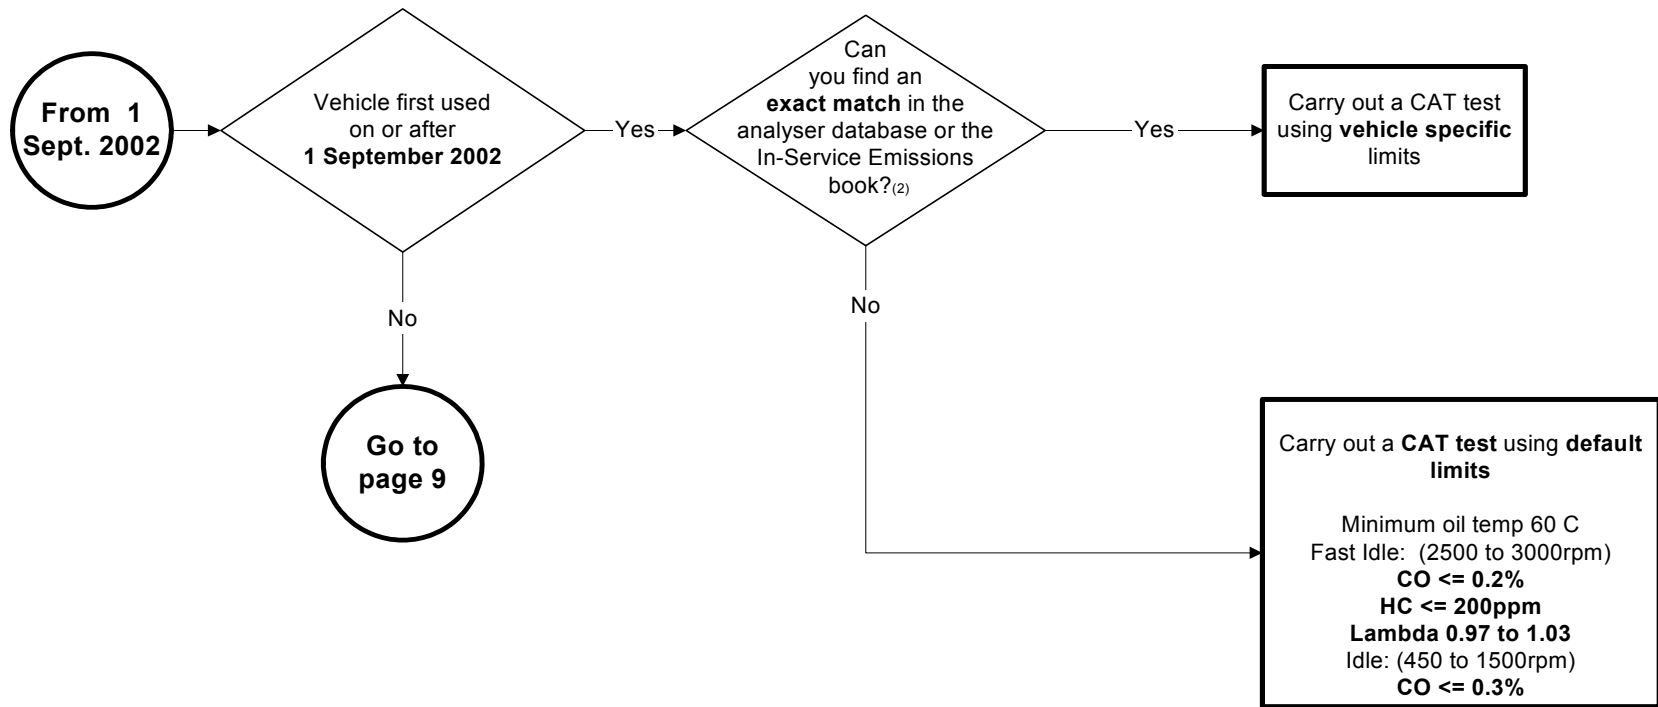 From 1
Sept. 2002
Vehicle first used
on or after
1 September 2002
Yes
Can
you find an
exact match in the
analyser database or the
In-Service Emissions
book?(2)
Yes
Carry out a CAT test
using vehicle specific
limits
No
Go to
page 9
No
Carry out a CAT test using default
limits
Minimum oil temp 60 C
Fast Idle: (2500 to 3000rpm)
CO <= 0.2%
HC <= 200ppm
Lambda 0.97 to 1.03
Idle: (450 to 1500rpm)
CO <= 0.3%